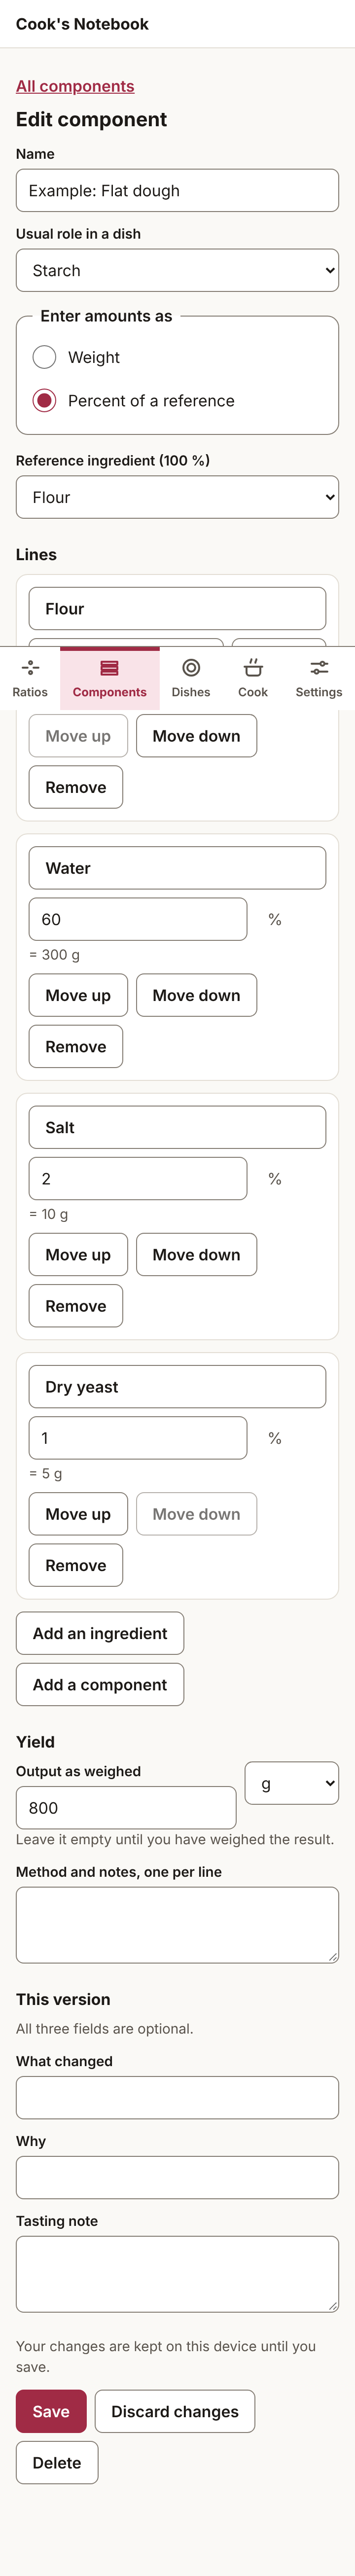 Cook's Notebook
All components
Edit component
Name
Example: Flat dough
Usual role in a dish
Starch
Enter amounts as
Weight
Percent of a reference
Reference ingredient (100 %)
Flour
Lines
Flour
Ratios Components Dishes Cook Settings
Move up Move down
Remove
Water
60 %
= 300 g
Move up Move down
Remove
Salt
2 %
= 10 g
Move up Move down
Remove
Dry yeast
1 %
= 5 g
Move up Move down
Remove
Add an ingredient
Add a component
Yield
Output as weighed
g
800
Leave it empty until you have weighed the result.
Method and notes, one per line
This version
All three fields are optional.
What changed
Why
Tasting note
Your changes are kept on this device until you
save.
Save Discard changes
Delete